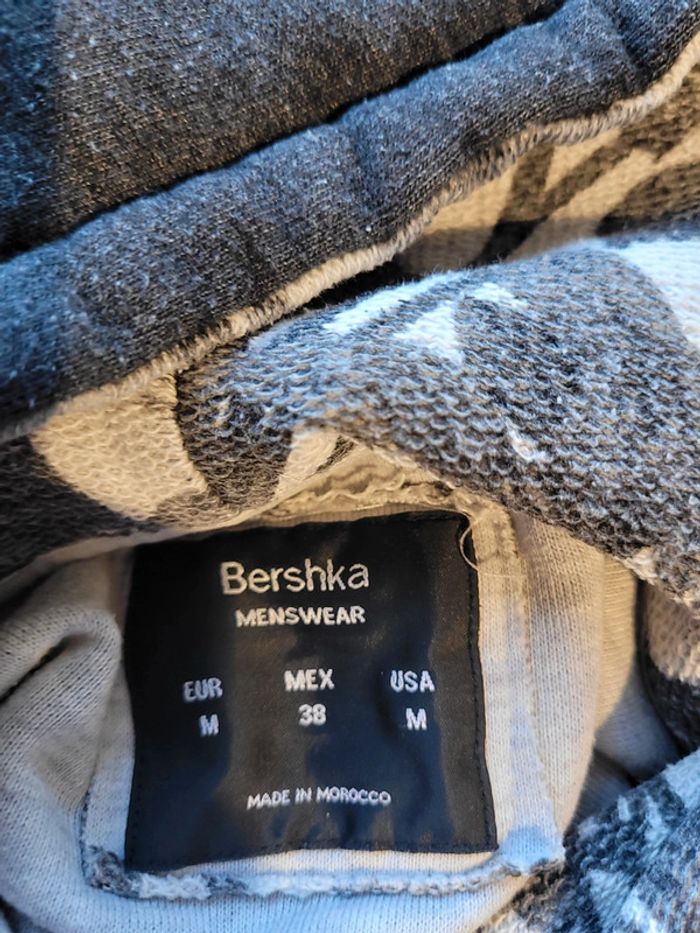 Bershka
MENSWEAR
EUR MEX USA
M 38 M
MADE IN MOROCCO